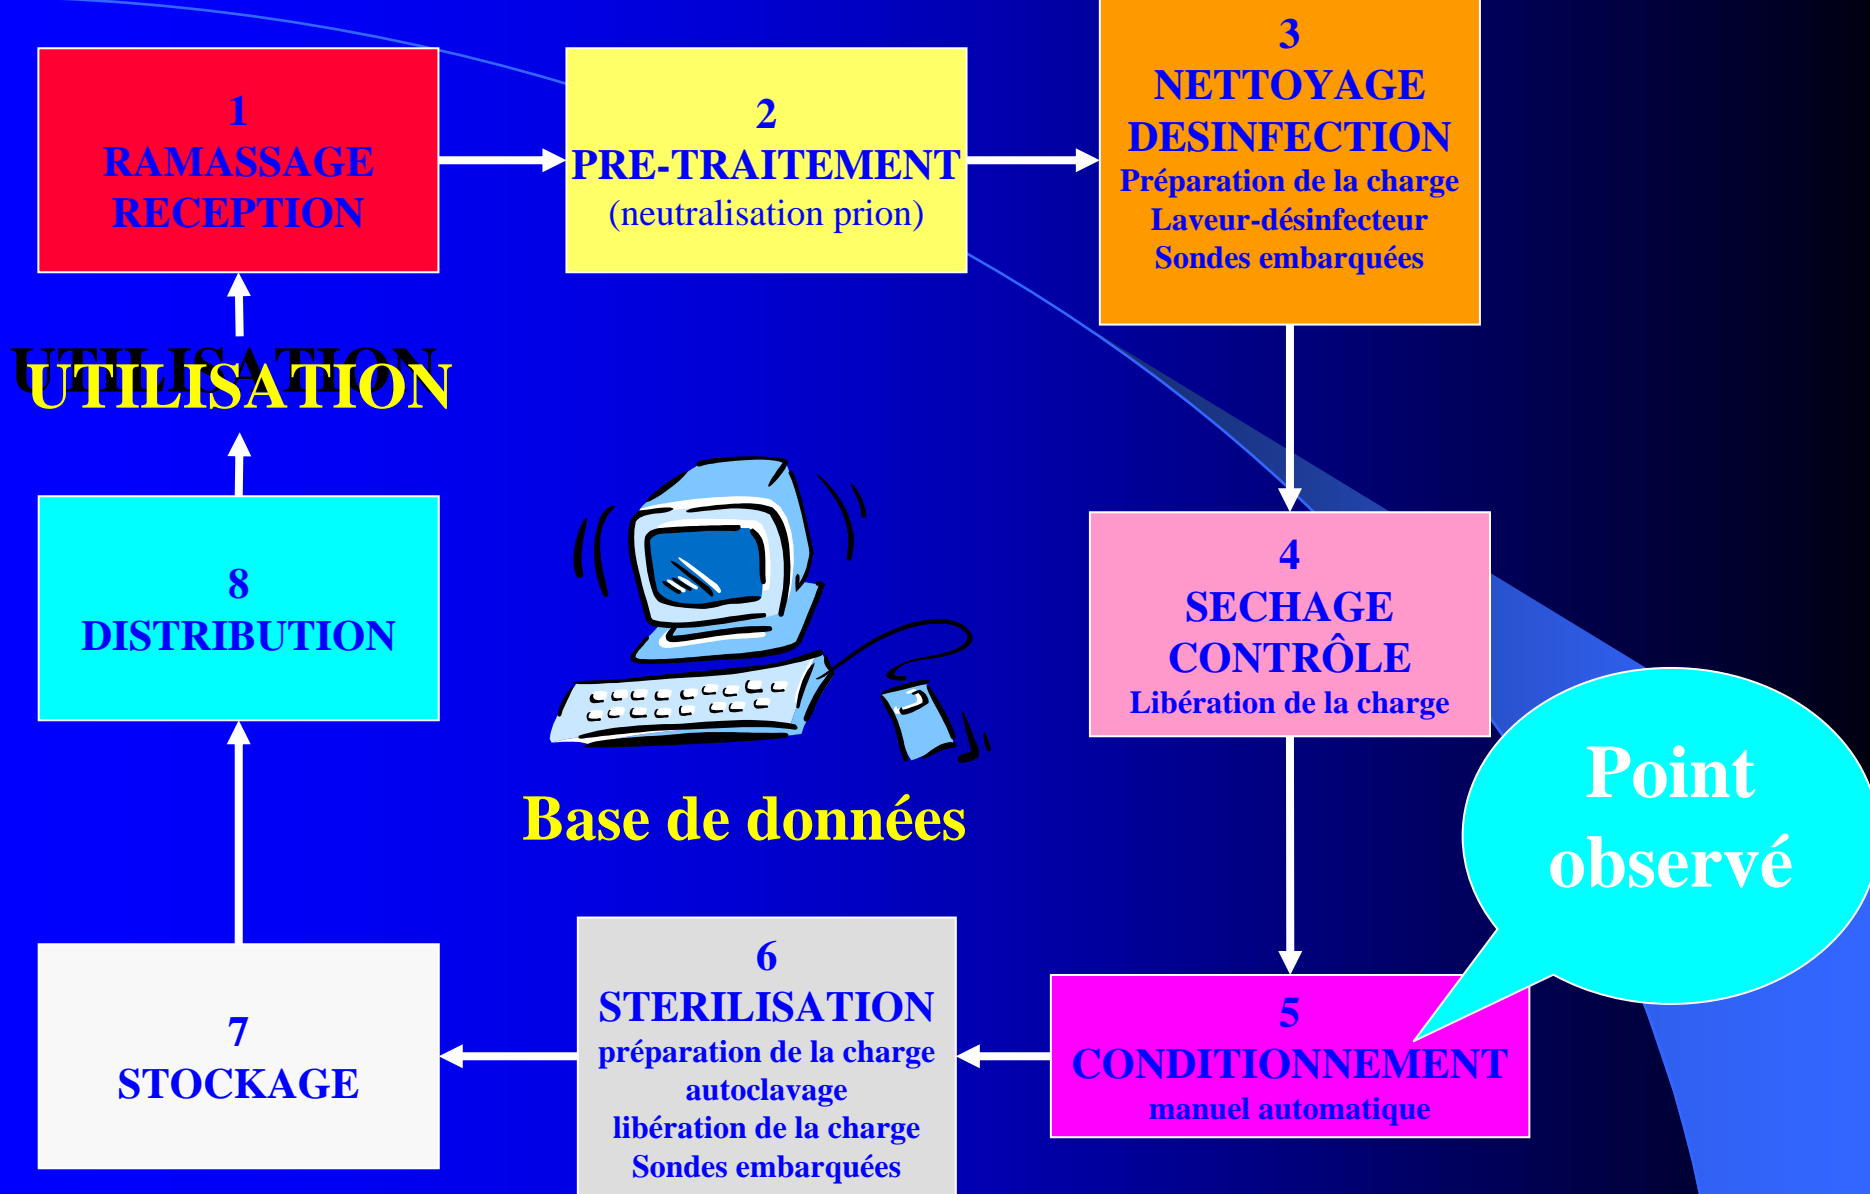 1
RAMASSAGE
RECEPTION
2
PRE-TRAITEMENT
(neutralisation prion)
3
NETTOYAGE
DESINFECTION
Préparation de la charge
Laveur-désinfecteur
Sondes embarquées
4
SECHAGE
CONTRÔLE
Libération de la charge
Point
observé
5
CONDITIONNEMENT
manuel automatique
6
STERILISATION
préparation de la charge
autoclavage
libération de la charge
Sondes embarquées
7
STOCKAGE
8
DISTRIBUTION
UTILISATION
Base de données